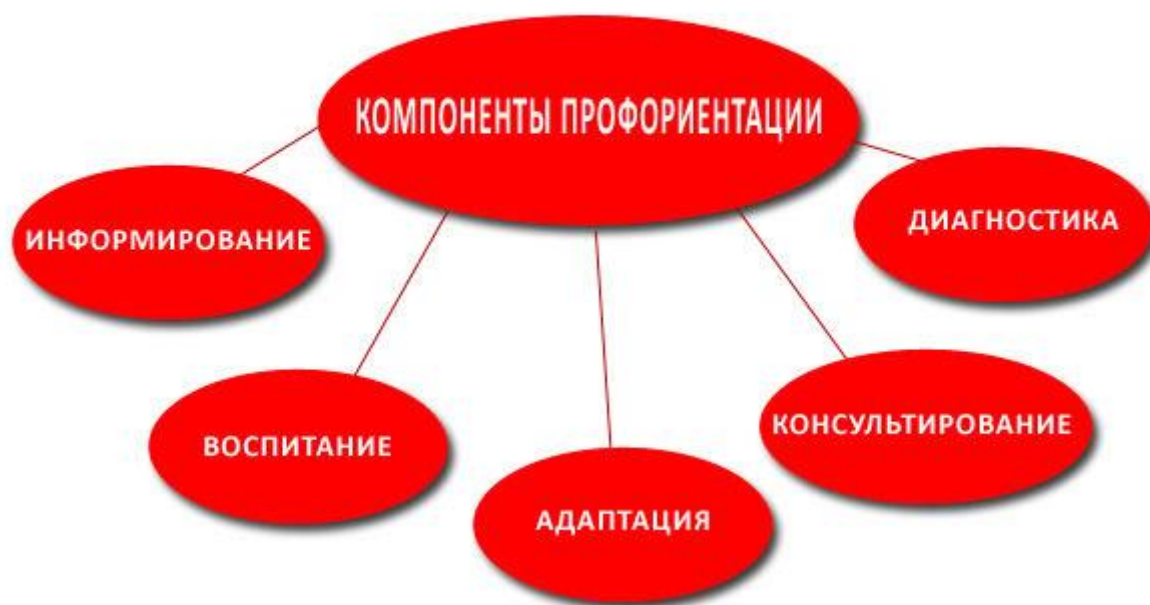 КОМПОНЕНТЫ ПРОФОРИЕНТАЦИИ
ИНФОРМИРОВАНИЕ
ДИАГНОСТИКА
ВОСПИТАНИЕ
КОНСУЛЬТИРОВАНИЕ
АДАПТАЦИЯ